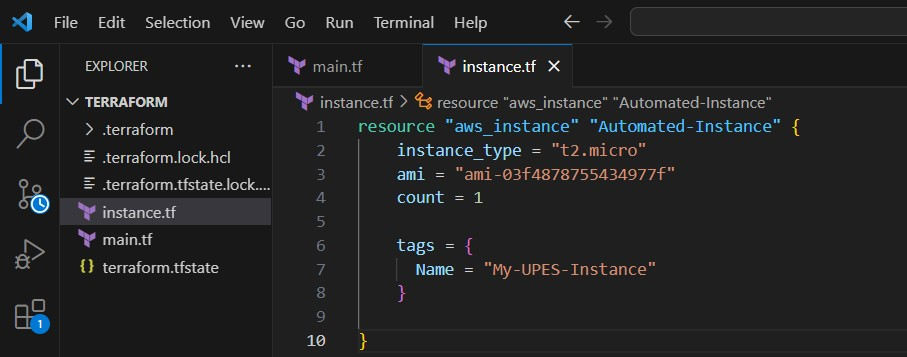 File Edit Selection View Go Run Terminal Help
EXPLORER
TERRAFORM
.terraform
.terraform.lock.hcl
.terraform.tfstate.lock....
instance.tf
main.tf
terraform.tfstate
1
main.tf instance.tf
instance.tf > resource "aws_instance" "Automated-Instance"
1 resource "aws_instance" "Automated-Instance" {
2 instance_type = "t2.micro"
3 ami = "ami-03f4878755434977f"
4 count = 1
5
6 tags = {
7 Name = "My-UPES-Instance"
8 }
9
10 }